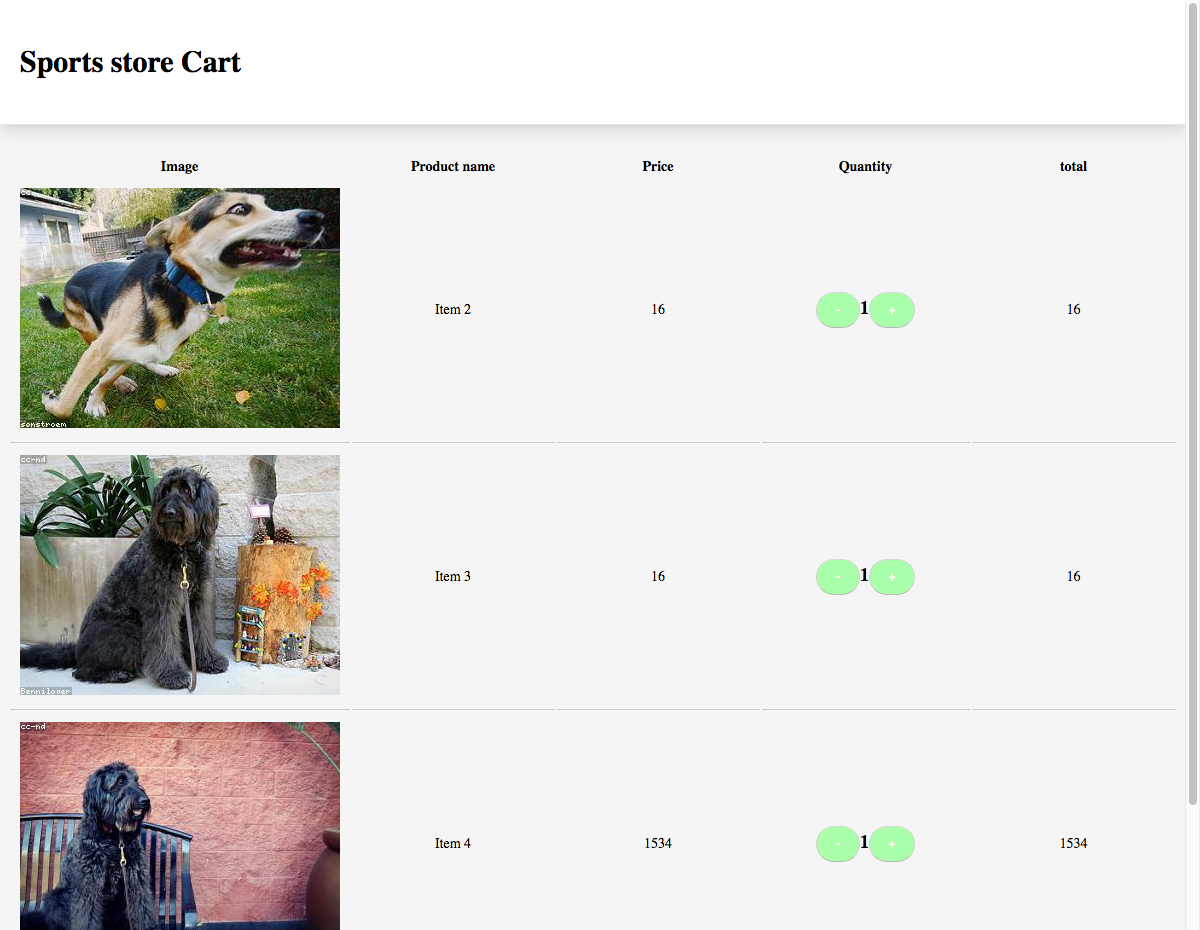 Sports store Cart
Image Product name Price Quantity total
sonstroem
Item 2 16 - 1 + 16
cc-nd
Bennilover
Item 3 16 - 1 + 16
cc-nd
Item 4 1534 - 1 + 1534